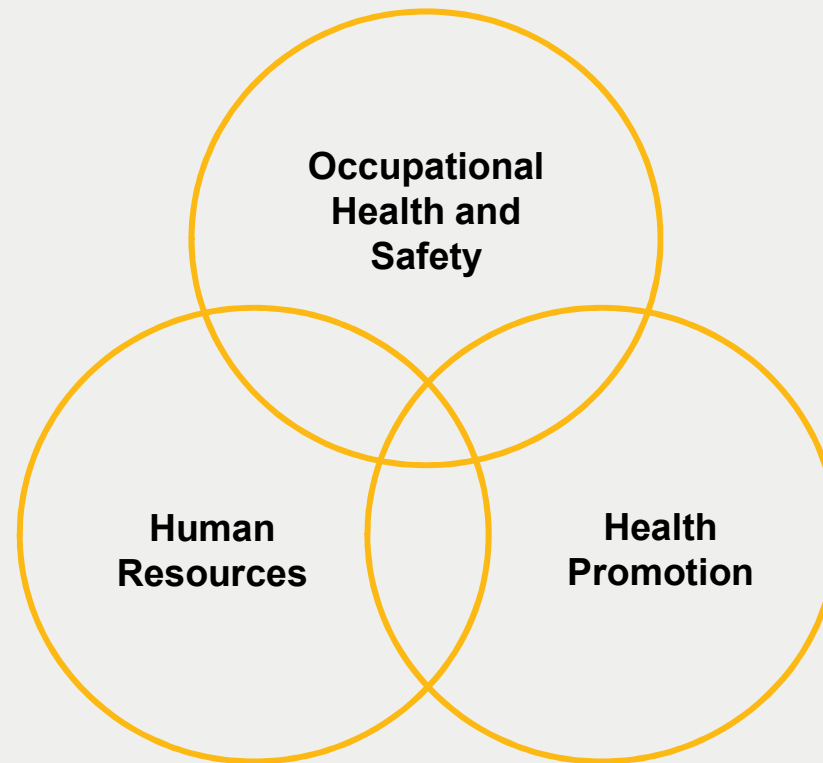 Occupational
Health and
Safety
Human
Resources
Health
Promotion